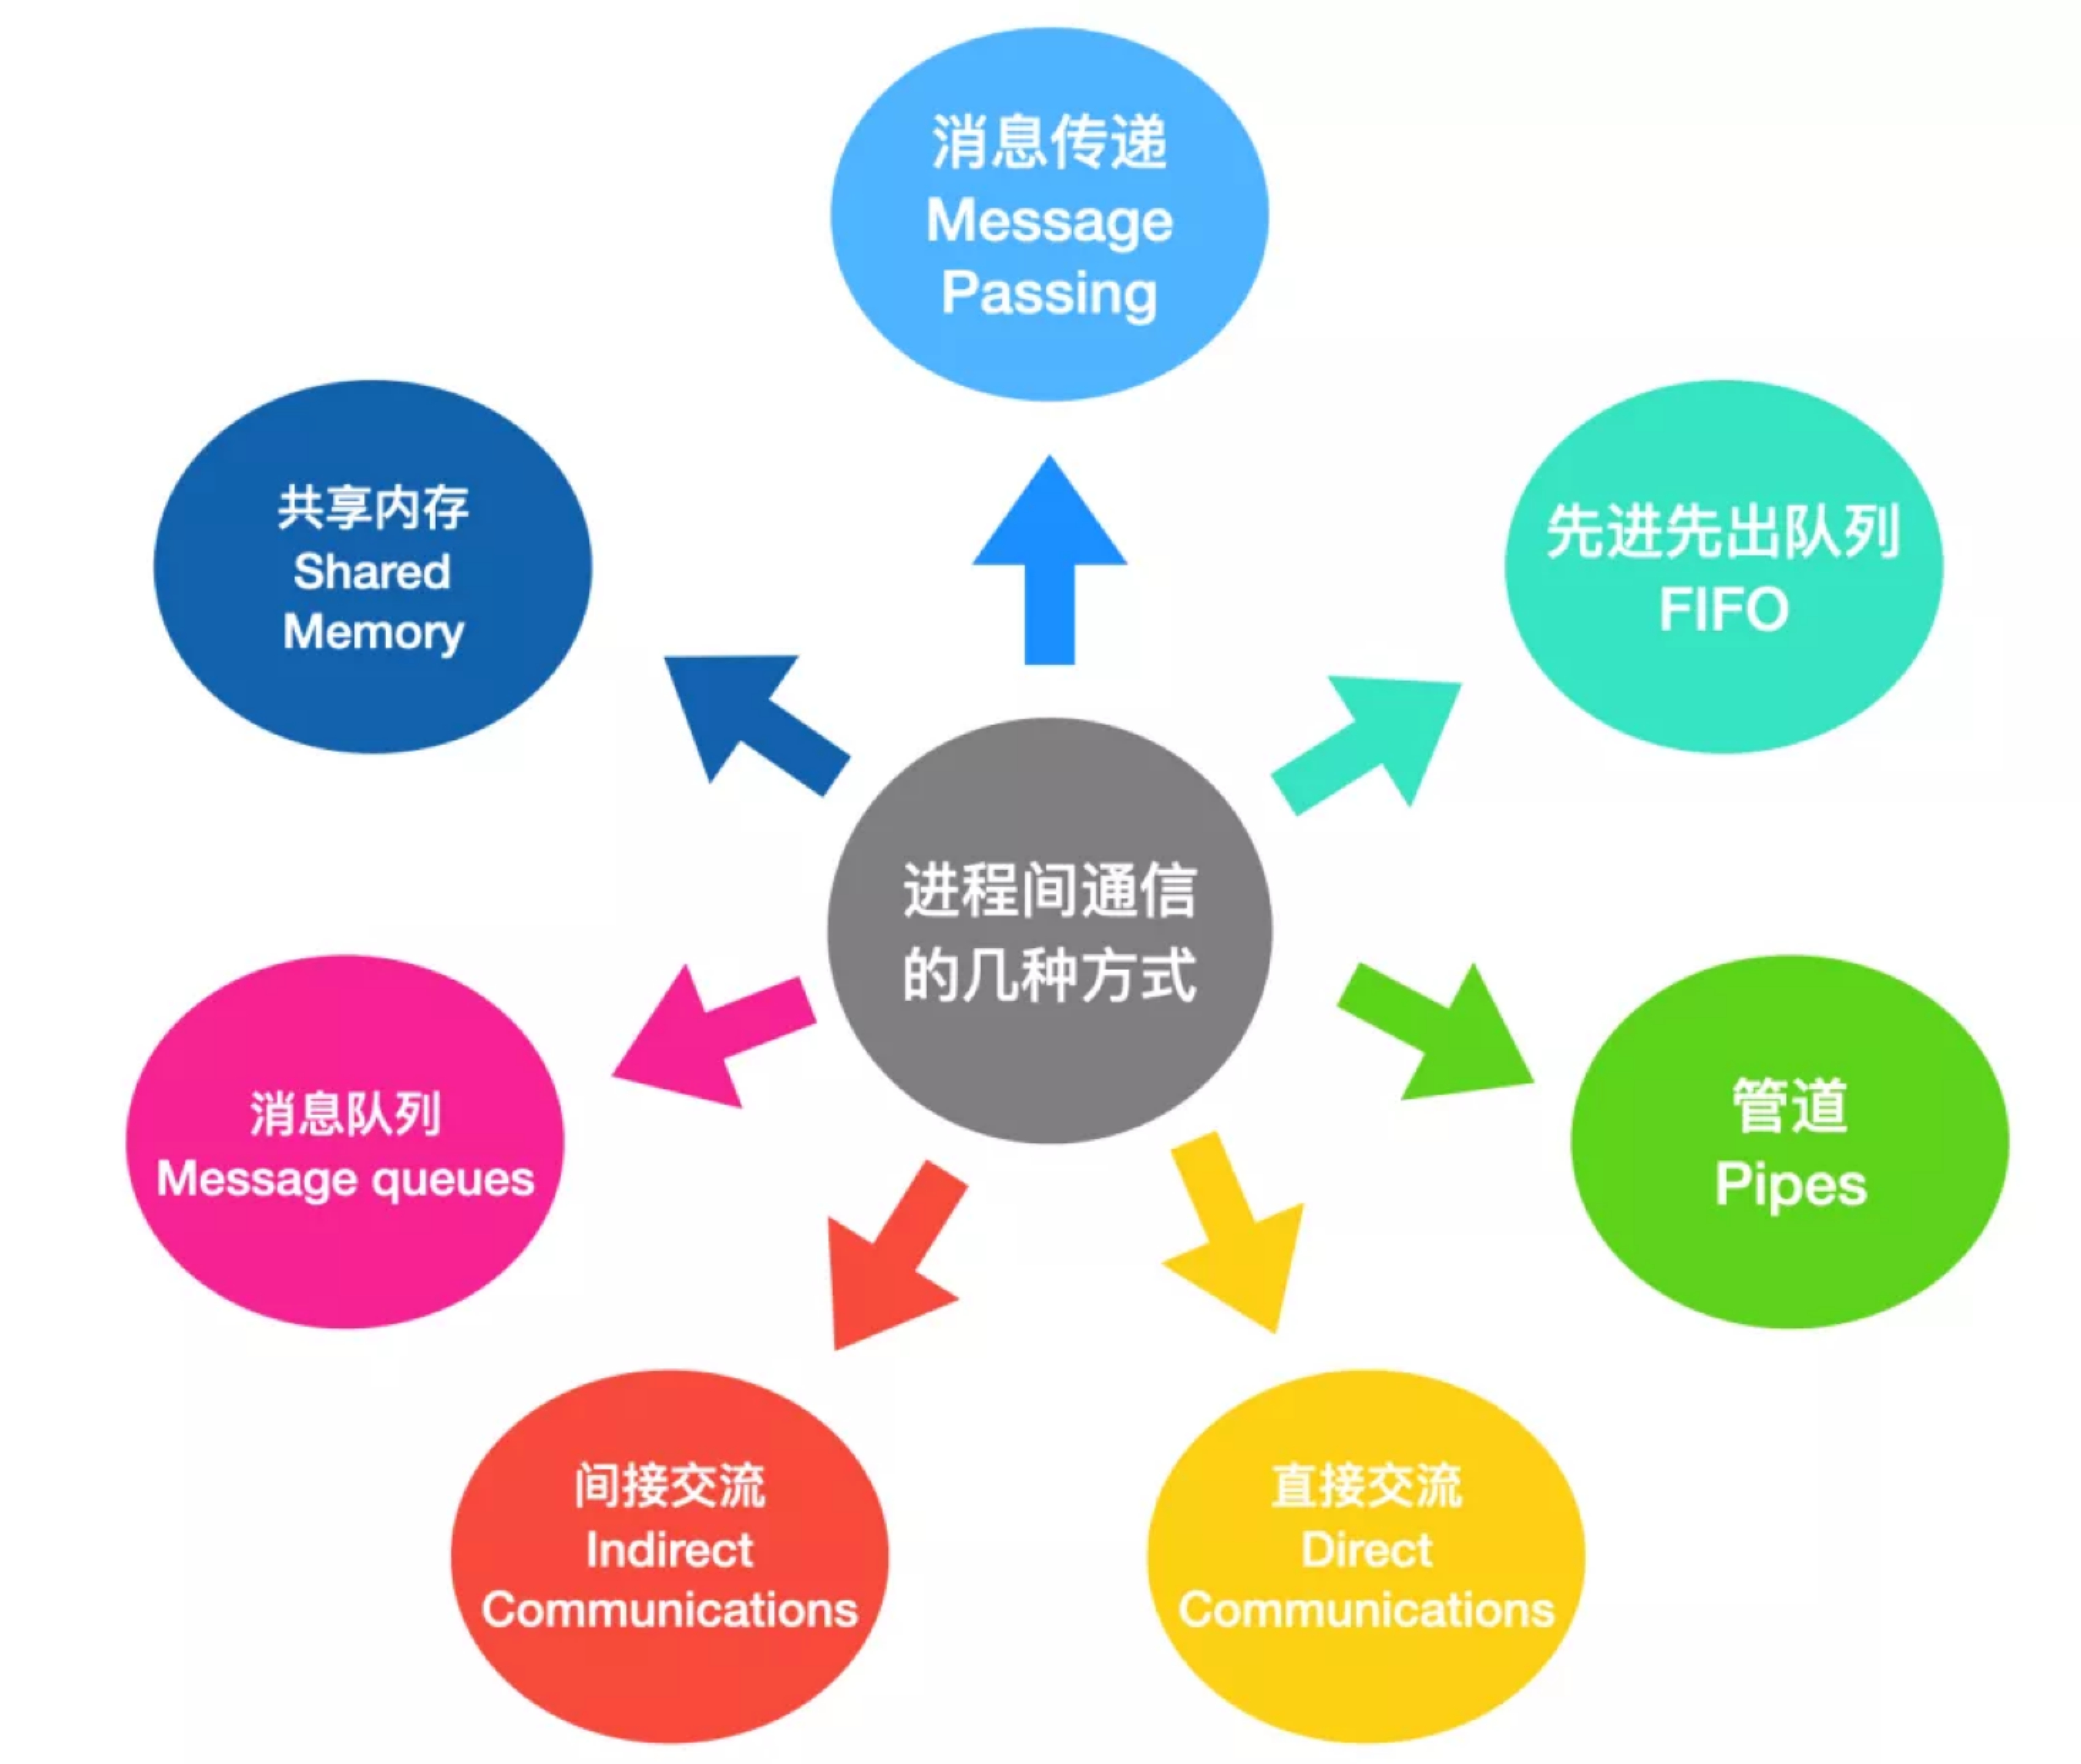 消息传递
Message
Passing
共享内存
Shared
Memory
先进先出队列
FIFO
进程间通信
的几种方式
消息队列
Message queues
管道
Pipes
间接交流
Indirect
Communications
直接交流
Direct
Communications